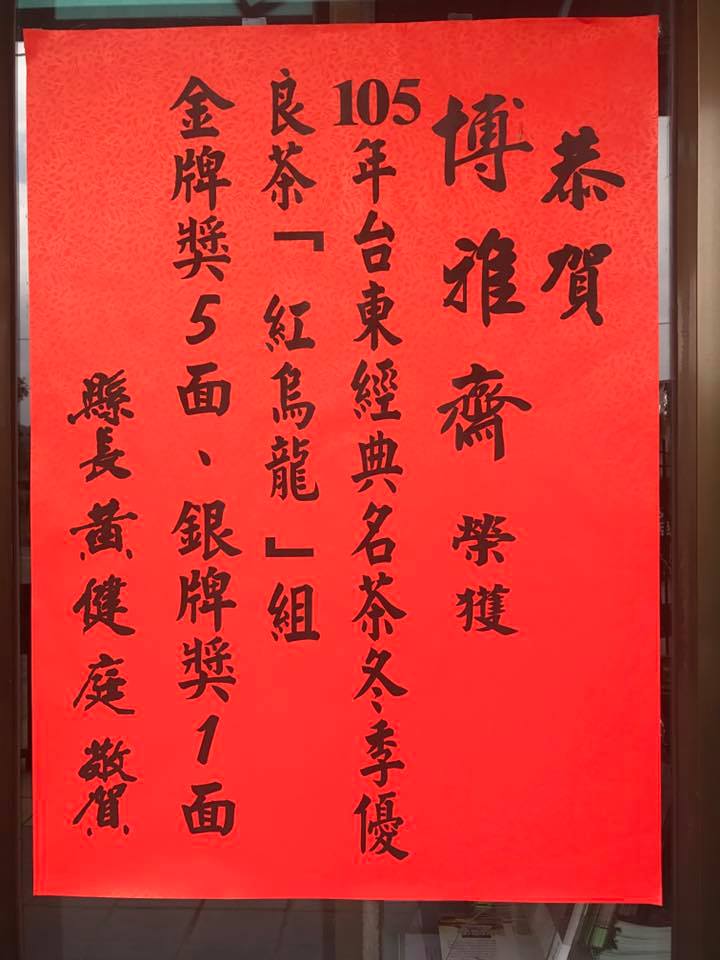 恭賀
博雅齋 榮獲
105年台東經典名茶冬季優
良茶「紅烏龍」組
金牌獎5面、銀牌獎1面
縣長黃健庭 敬賀